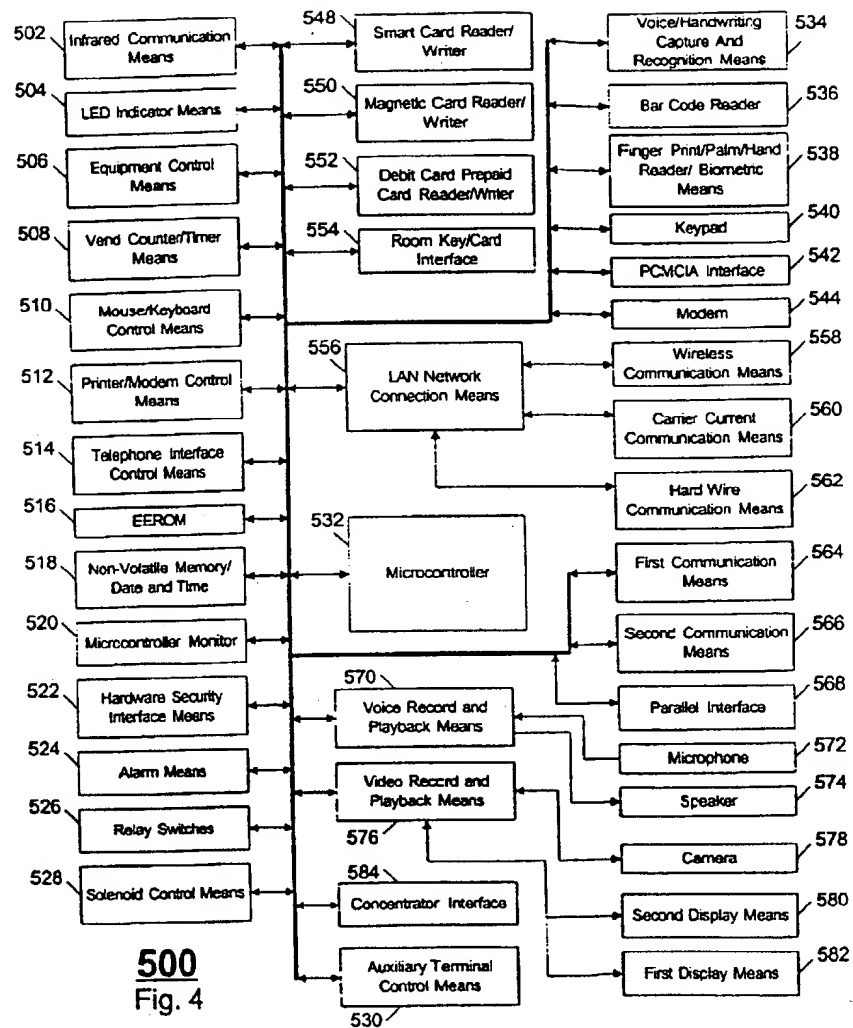 502
Infrared Communication
Means
504
LED Indicator Means
506
Equipment Control
Means
508
Vend Counter/Timer
Means
510
Mouse/Keyboard
Control Means
512
Printer/Modem Control
Means
514
Telephone Interface
Control Means
516
EEROM
518
Non-Volatile Memory/
Date and Time
520
Microcontroller Monitor
522
Hardware Security
Interface Means
524
Alarm Means
526
Relay Switches
528
Solenoid Control Means
548
Smart Card Reader/
Writer
550
Magnetic Card Reader/
Writer
552
Debit Card Prepaid
Card Reader/Writer
554
Room Key/Card
Interface
556
LAN Network
Connection Means
532
Microcontroller
570
Voice Record and
Playback Means
Video Record and
Playback Means
576
584
Concentrator Interface
Auxiliary Terminal
Control Means
530
Voice/Handwriting
Capture And
Recognition Means
534
Bar Code Reader
536
Finger Print/Palm/Hand
Reader/ Biometric
Means
538
Keypad
540
PCMCIA Interface
542
Modem
544
Wireless
Communication Means
558
Carrier Current
Communication Means
560
Hard Wire
Communication Means
562
First Communication
Means
564
Second Communication
Means
566
Parallel Interface
568
Microphone
572
Speaker
574
Camera
578
Second Display Means
580
First Display Means
582
500
Fig. 4